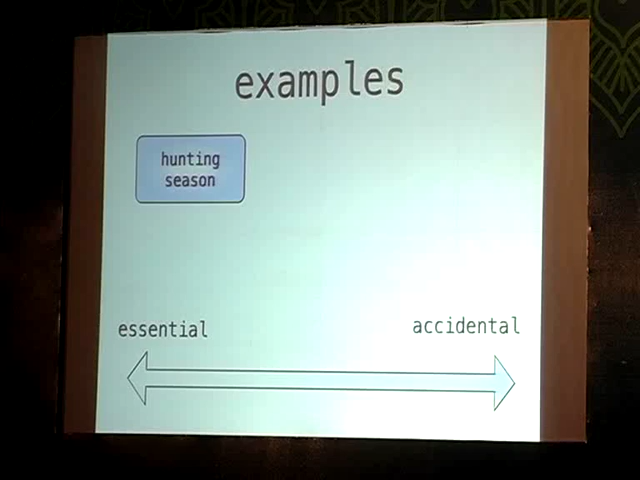 examples
hunting
season
essential
accidental